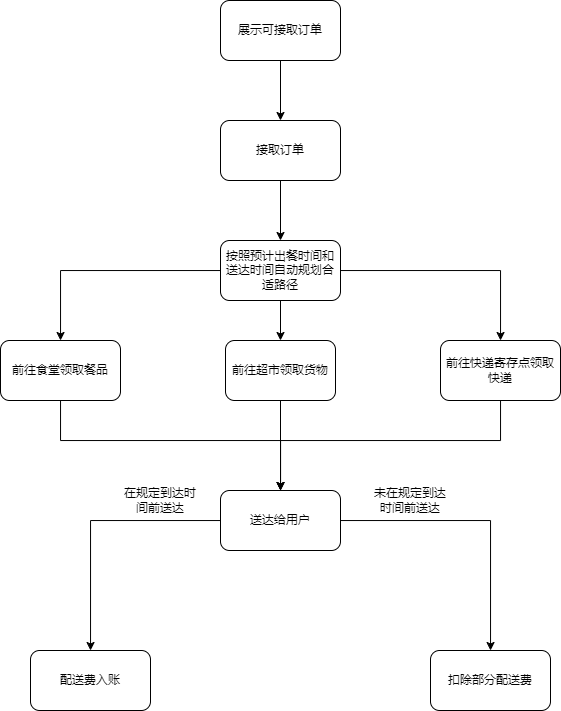 展示可接取订单
接取订单
按照预计出餐时间和
送达时间自动规划合
适路径
前往食堂领取餐品
前往超市领取货物
前往快递寄存点领取
快递
在规定到达时
间前送达
未在规定到达
时间前送达
送达给用户
配送费入账
扣除部分配送费